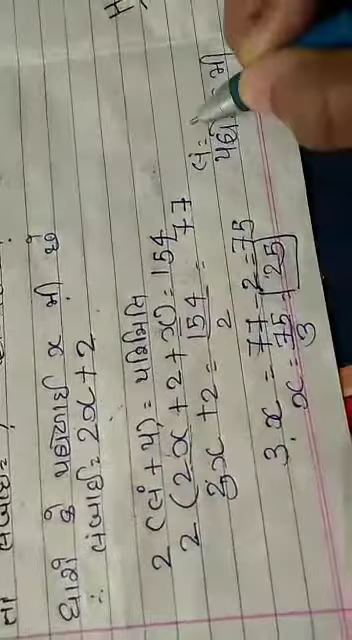 લંબાઈ =
ધારો કે પહોળાઈ x મી છે
∴ લંબાઈ = 2x+2
2 (લં + પ) = પરિમિતિ
2 (2x + 2 + x) = 154
3x + 2 = 154/2 = 77
3x = 77 - 2 = 75
x = 75/3 = 25
લં =
મી